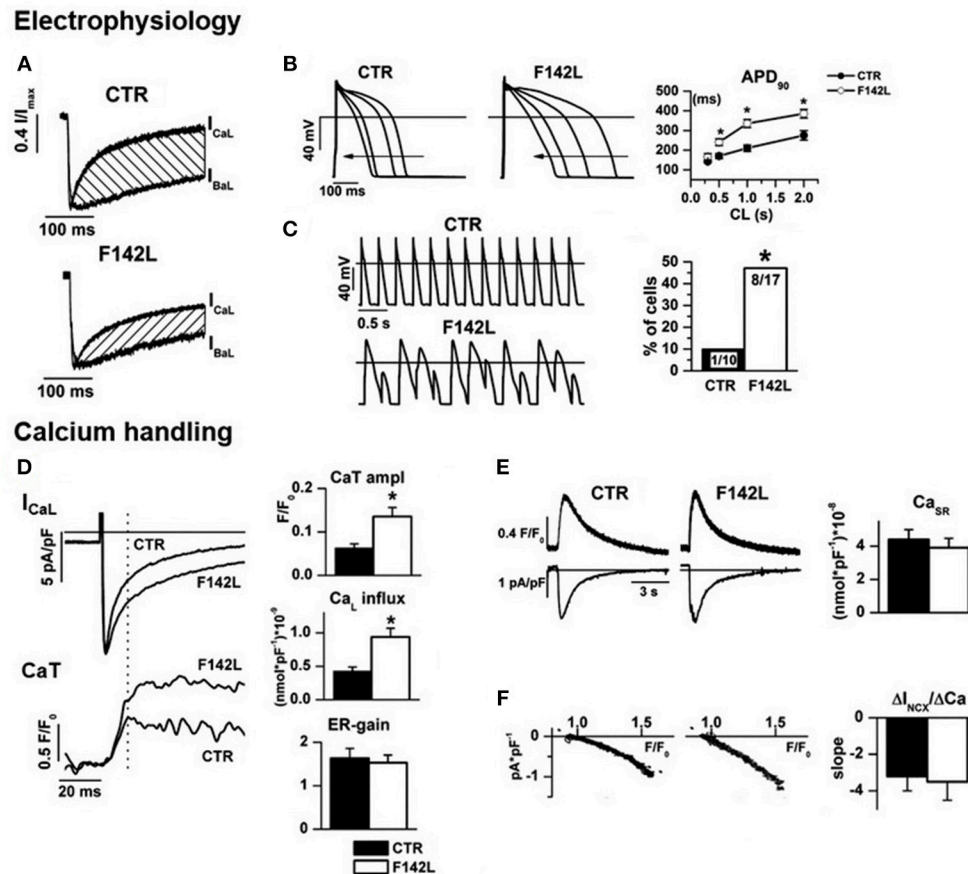 Electrophysiology
A
0.4 I/Imax
CTR
ICaL
IBaL
100 ms
F142L
ICaL
IBaL
100 ms
B
CTR
F142L
40 mV
100 ms
APD90
CTR
F142L
(ms)
500
400
300
200
100
0.0 0.5 1.0 1.5 2.0
CL (s)
* * *
C
CTR
40 mV
0.5 s
F142L
% of cells
50
40
30
20
10
0
*
8/17
1/10
CTR F142L
Calcium handling
D
ICaL
5 pA/pF
CTR
F142L
CaT
F142L
CTR
0.5 F/F0
20 ms
CaT ampl
F/F0
0.2
0.1
0.0
*
CaL influx
(nmol*pF-1)*10-9
1.0
0.5
0.0
*
ER-gain
2
1
0
CTR
F142L
E
CTR
F142L
0.4 F/F0
1 pA/pF
3 s
CaSR
(nmol*pF-1)*10-8
6
4
2
0
F
pA*pF-1
1.0 1.5
0
-1
F/F0
1.0 1.5
F/F0
ΔINCX/ΔCa
slope
0
-2
-4